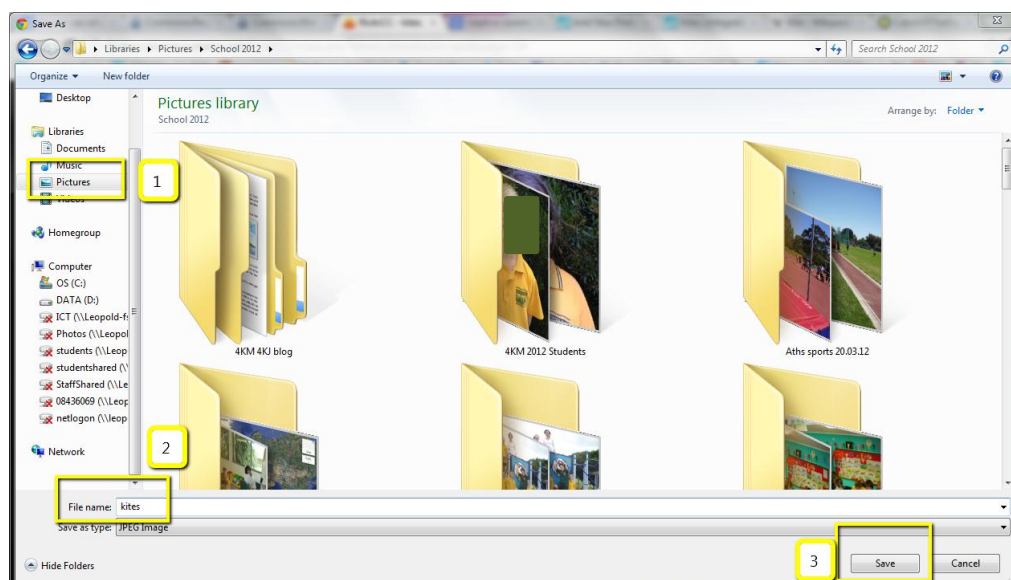 Save As
Libraries ▸ Pictures ▸ School 2012 ▸
Search School 2012
Organize
New folder
Desktop
Libraries
Documents
Music
Pictures
Videos
Homegroup
Computer
OS (C:)
DATA (D:)
ICT (\\Leopold-f
Photos (\\Leopol
students (\\Leop
studentshared (\
StaffShared (\\Le
08436069 (\\Leop
netlogon (\\leop
Network
Pictures library
School 2012
Arrange by: Folder
1
4KM 4KJ blog
4KM 2012 Students
Aths sports 20.03.12
2
File name: kites
Save as type: JPEG Image
3
Hide Folders
Save
Cancel